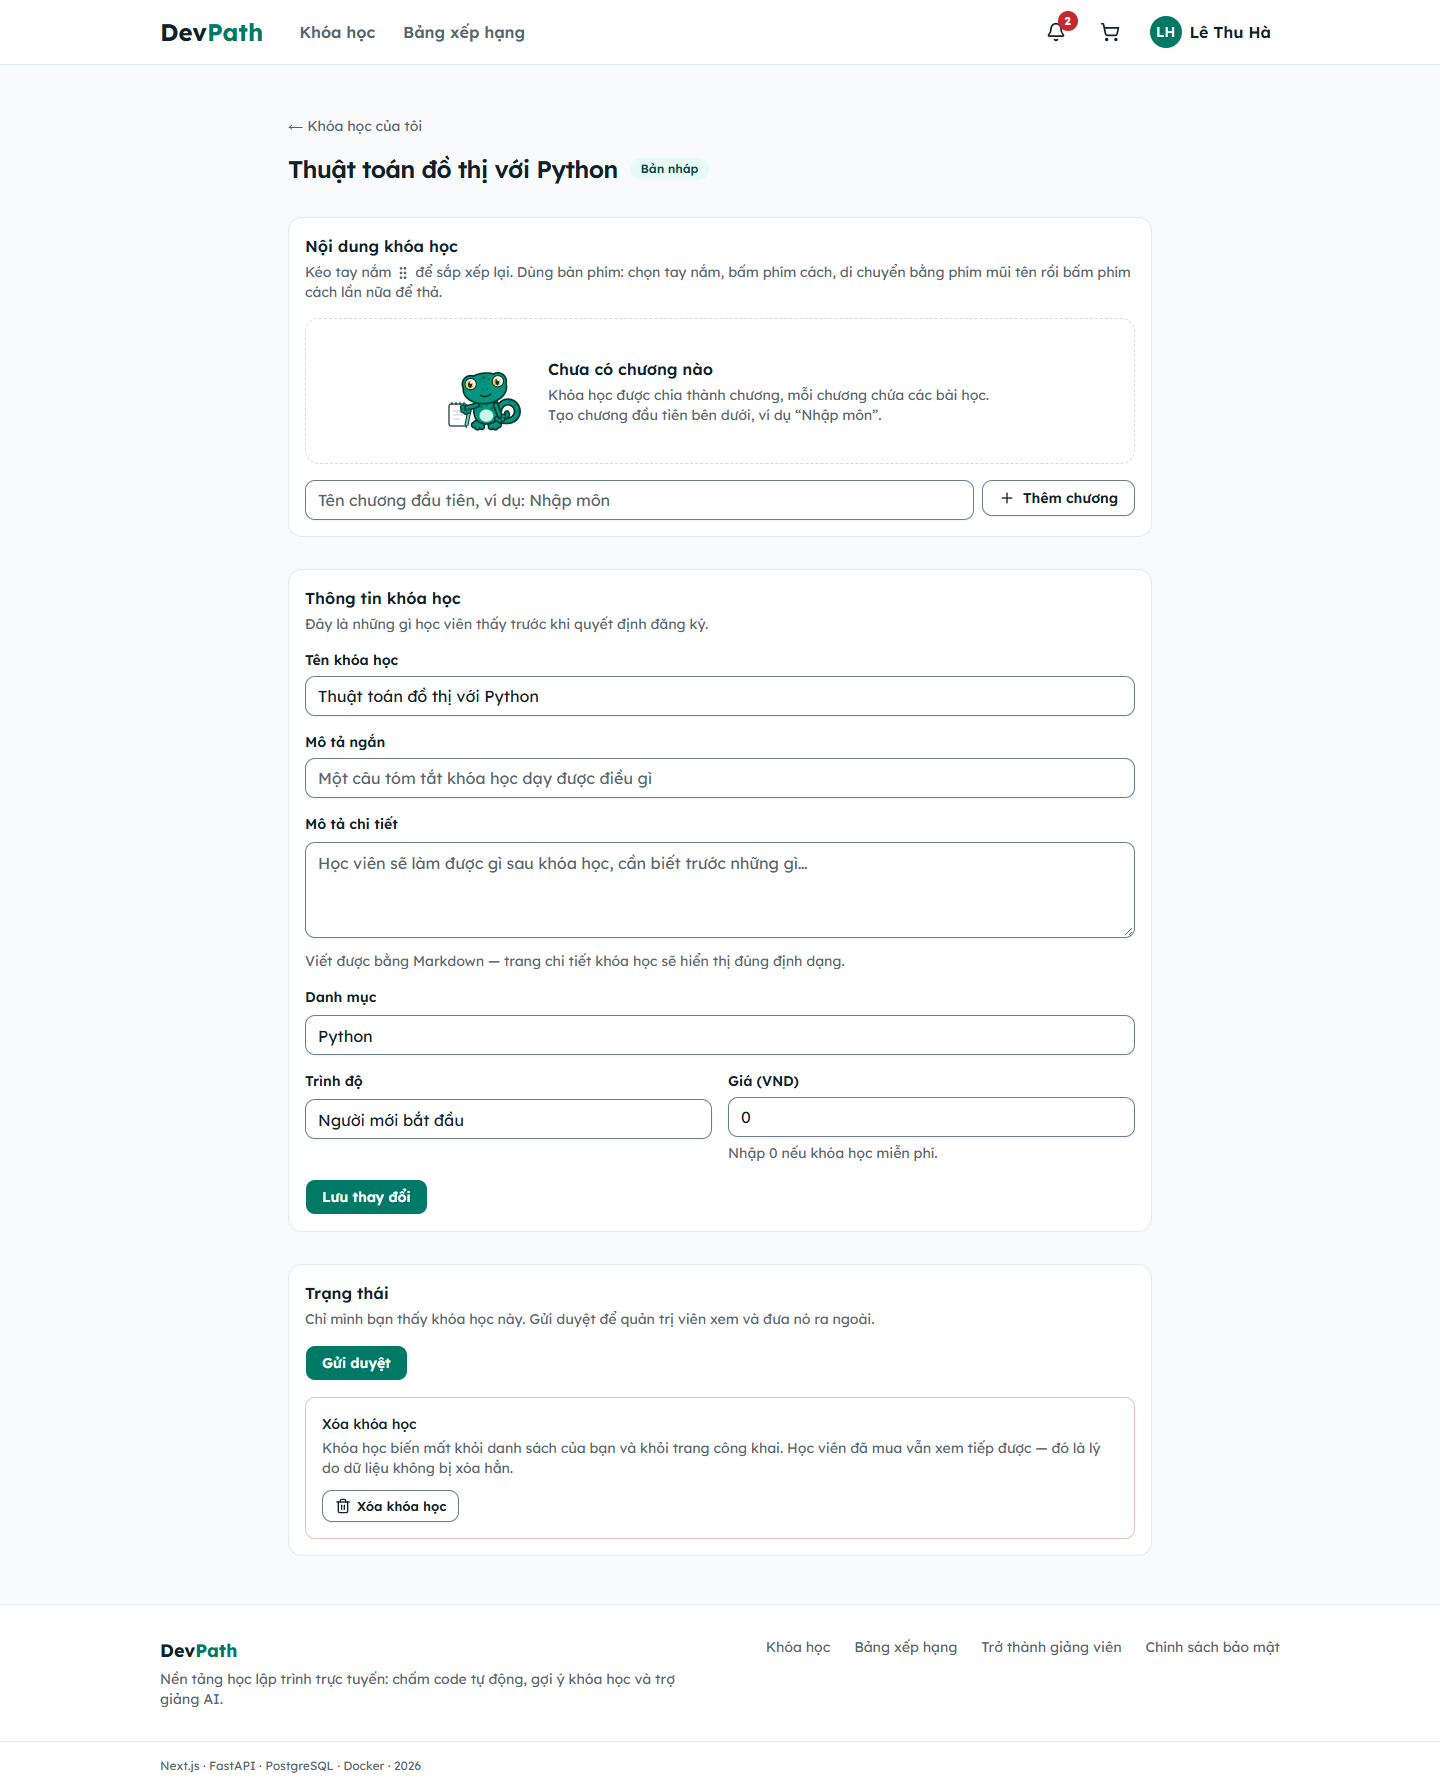 DevPath
Khóa học
Bảng xếp hạng
2
LH
Lê Thu Hà
← Khóa học của tôi
Thuật toán đồ thị với Python
Bản nháp
Nội dung khóa học
Kéo tay nắm ⠿ để sắp xếp lại. Dùng bàn phím: chọn tay nắm, bấm phím cách, di chuyển bằng phím mũi tên rồi bấm phím
cách lần nữa để thả.
Chưa có chương nào
Khóa học được chia thành chương, mỗi chương chứa các bài học.
Tạo chương đầu tiên bên dưới, ví dụ “Nhập môn”.
Tên chương đầu tiên, ví dụ: Nhập môn
Thêm chương
Thông tin khóa học
Đây là những gì học viên thấy trước khi quyết định đăng ký.
Tên khóa học
Thuật toán đồ thị với Python
Mô tả ngắn
Một câu tóm tắt khóa học dạy được điều gì
Mô tả chi tiết
Học viên sẽ làm được gì sau khóa học, cần biết trước những gì…
Viết được bằng Markdown — trang chi tiết khóa học sẽ hiển thị đúng định dạng.
Danh mục
Python
Trình độ
Giá (VND)
Người mới bắt đầu
0
Nhập 0 nếu khóa học miễn phí.
Lưu thay đổi
Trạng thái
Chỉ mình bạn thấy khóa học này. Gửi duyệt để quản trị viên xem và đưa nó ra ngoài.
Gửi duyệt
Xóa khóa học
Khóa học biến mất khỏi danh sách của bạn và khỏi trang công khai. Học viên đã mua vẫn xem tiếp được — đó là lý
do dữ liệu không bị xóa hẳn.
Xóa khóa học
DevPath
Nền tảng học lập trình trực tuyến: chấm code tự động, gợi ý khóa học và trợ
giảng AI.
Khóa học
Bảng xếp hạng
Trở thành giảng viên
Chính sách bảo mật
Next.js · FastAPI · PostgreSQL · Docker · 2026